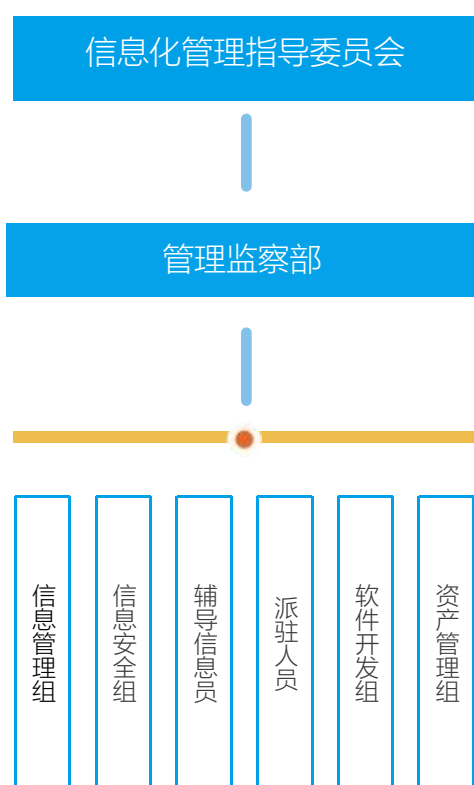 信息化管理指导委员会
管理监察部
信息管理组
信息安全组
辅导信息员
派驻人员
软件开发组
资产管理组